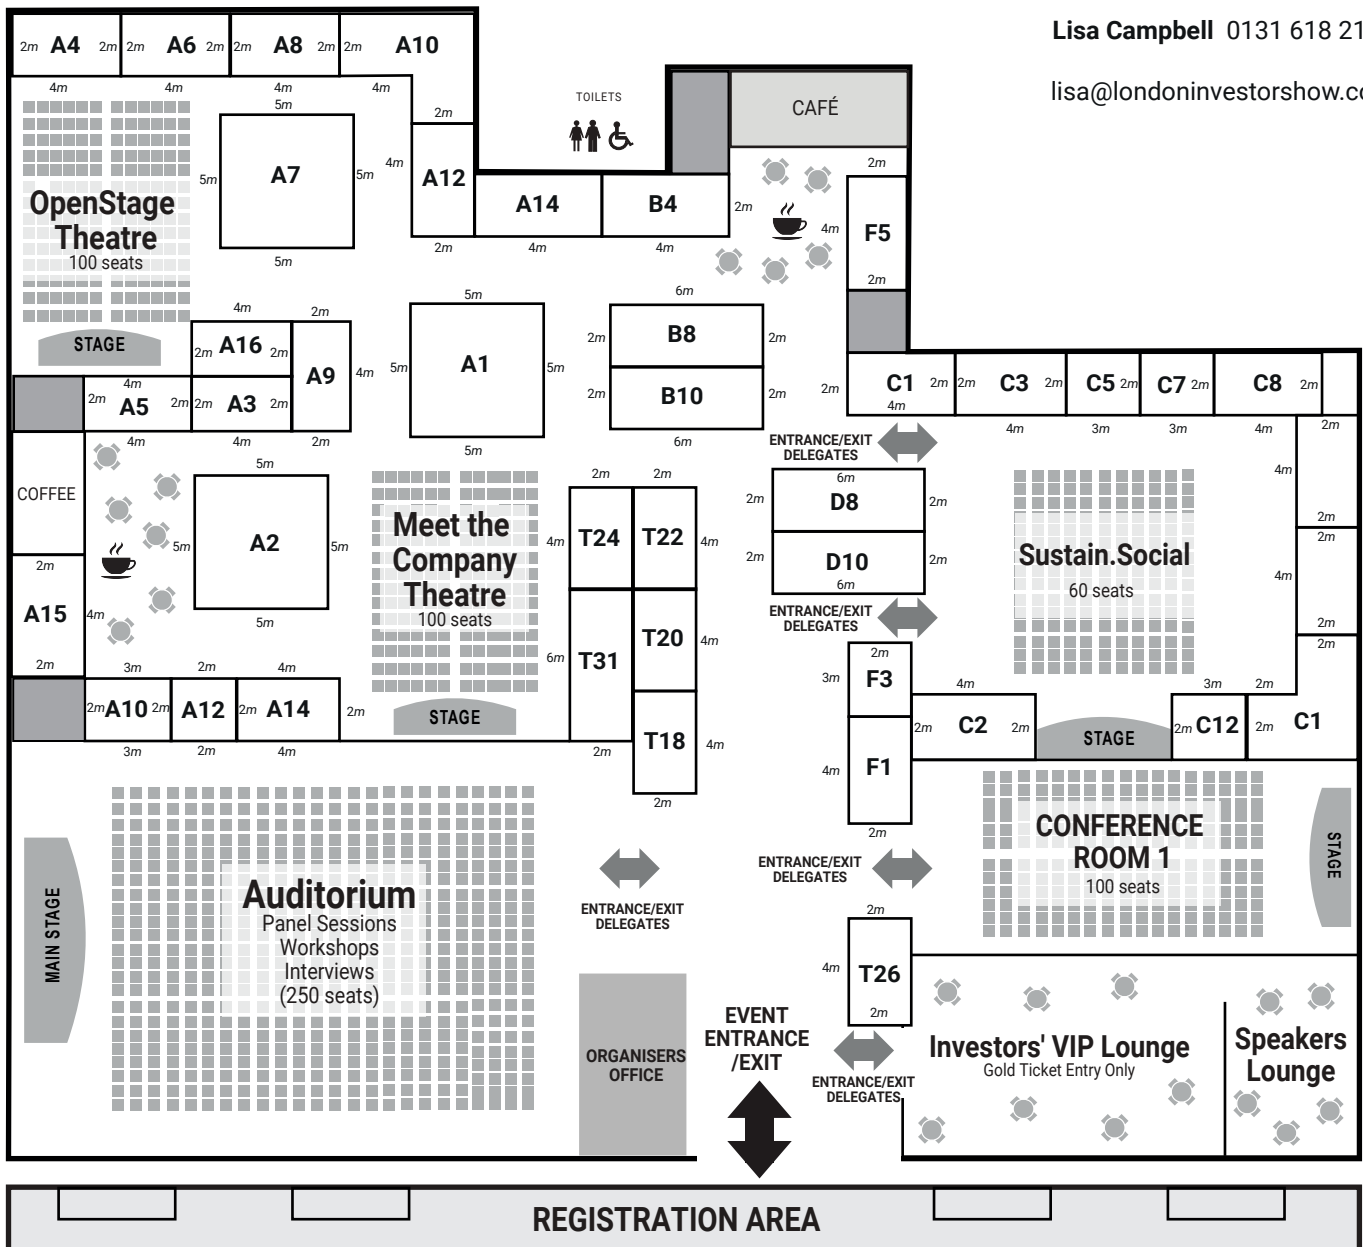 Lisa Campbell 0131 618 21
lisa@londoninvestorshow.co
2m A4 2m 2m A6 2m 2m A8 2m 2m A10
4m 4m 4m 4m
5m
2m
TOILETS
CAFÉ
5m A7 5m
4m A12
A14
B4
2m
2m
4m F5
2m
2m 4m 4m
5m
OpenStage
Theatre
100 seats
STAGE
4m 2m
2m A16 2m
A9 4m
4m
2m A5 2m
2m A3 2m
4m 4m 2m
5m
5m A1 5m
5m
6m
2m B8 2m
2m B10 2m
6m
2m C1 2m
4m
2m C3 2m
C5 2m
C7 2m
C8 2m
4m 3m 3m 4m
2m
4m
2m
2m
4m
2m
2m
ENTRANCE/EXIT
DELEGATES
COFFEE
5m
5m A2 5m
5m
2m
A15 4m
2m
Meet the
Company
Theatre
100 seats
STAGE
2m 2m
4m T24
T22 4m
6m T31
T20 4m
T18 4m
2m
2m
6m
2m D8 2m
2m D10 2m
6m
ENTRANCE/EXIT
DELEGATES
Sustain.Social
60 seats
3m 2m 4m
2m A10 2m
A12
2m A14 2m
3m 2m 4m
2m
3m F3
4m F1
2m
4m
2m C2 2m
STAGE
3m 2m
2m C12
2m C1
MAIN STAGE
Auditorium
Panel Sessions
Workshops
Interviews
(250 seats)
ENTRANCE/EXIT
DELEGATES
ENTRANCE/EXIT
DELEGATES
CONFERENCE
ROOM 1
100 seats
STAGE
2m
4m T26
2m
ORGANISERS
OFFICE
EVENT
ENTRANCE
/EXIT
ENTRANCE/EXIT
DELEGATES
Investors' VIP Lounge
Gold Ticket Entry Only
Speakers
Lounge
REGISTRATION AREA